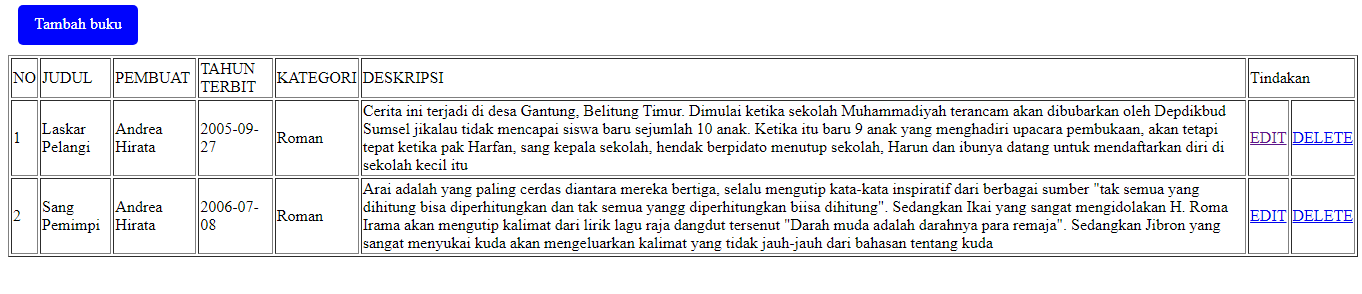 Tambah buku
NO JUDUL PEMBUAT TAHUN TERBIT KATEGORI DESKRIPSI Tindakan
1
Laskar
Pelangi
Andrea
Hirata
2005-09-
27
Roman
Cerita ini terjadi di desa Gantung, Belitung Timur. Dimulai ketika sekolah Muhammadiyah terancam akan dibubarkan oleh Depdikbud
Sumsel jikalau tidak mencapai siswa baru sejumlah 10 anak. Ketika itu baru 9 anak yang menghadiri upacara pembukaan, akan tetapi
tepat ketika pak Harfan, sang kepala sekolah, hendak berpidato menutup sekolah, Harun dan ibunya datang untuk mendaftarkan diri di
sekolah kecil itu
EDIT DELETE
2
Sang
Pemimpi
Andrea
Hirata
2006-07-
08
Roman
Arai adalah yang paling cerdas diantara mereka bertiga, selalu mengutip kata-kata inspiratif dari berbagai sumber "tak semua yang
dihitung bisa diperhitungkan dan tak semua yangg diperhitungkan biisa dihitung". Sedangkan Ikai yang sangat mengidolakan H. Roma
Irama akan mengutip kalimat dari lirik lagu raja dangdut tersenut "Darah muda adalah darahnya para remaja". Sedangkan Jibron yang
sangat menyukai kuda akan mengeluarkan kalimat yang tidak jauh-jauh dari bahasan tentang kuda
EDIT DELETE